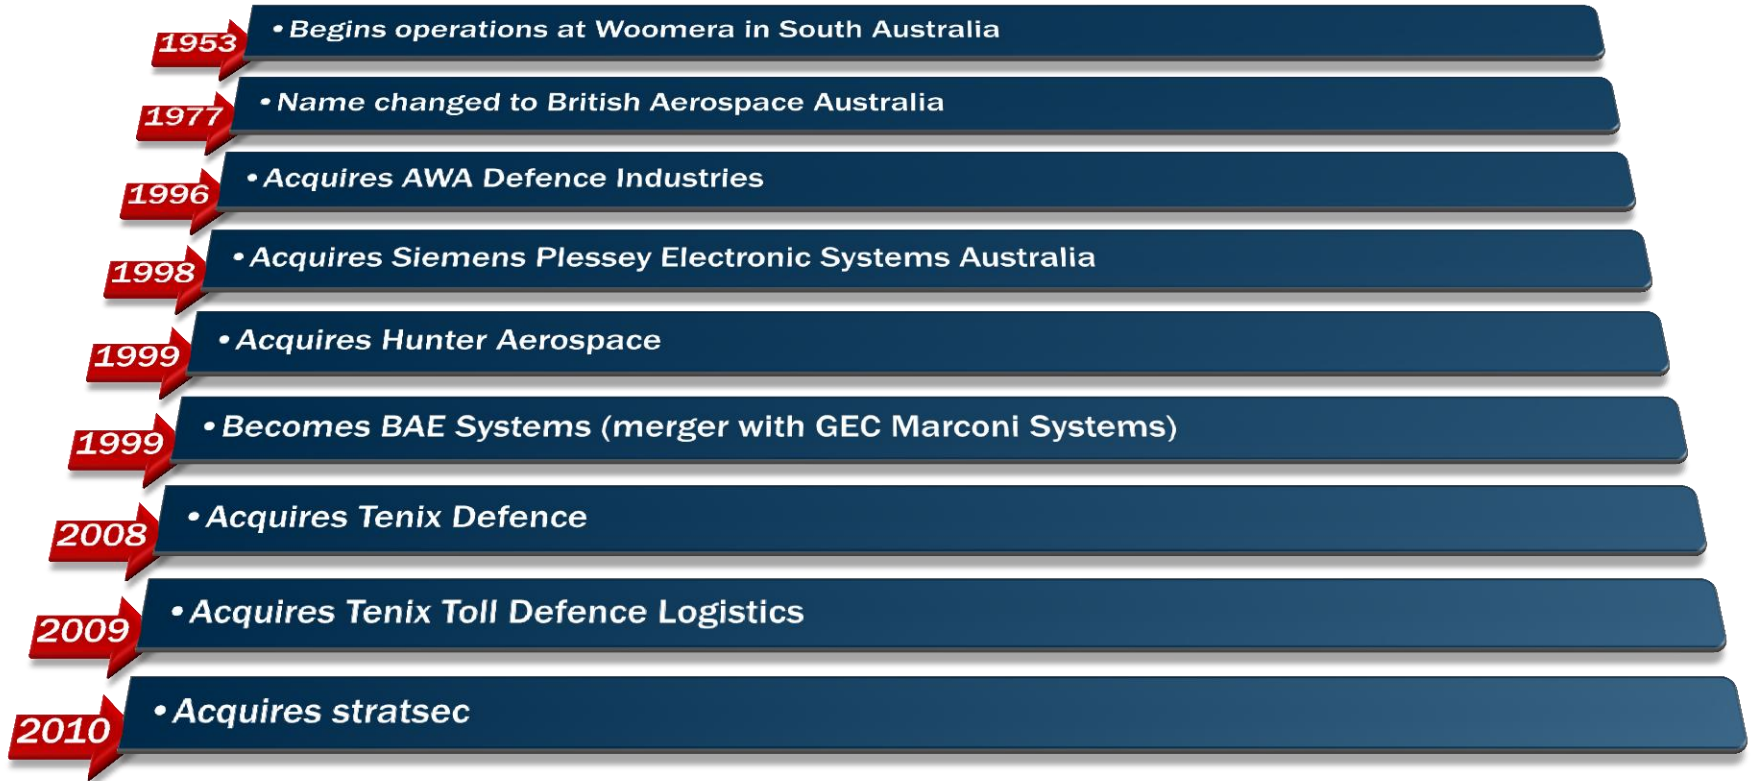 1953 • Begins operations at Woomera in South Australia
1977 • Name changed to British Aerospace Australia
1996 • Acquires AWA Defence Industries
1998 • Acquires Siemens Plessey Electronic Systems Australia
1999 • Acquires Hunter Aerospace
1999 • Becomes BAE Systems (merger with GEC Marconi Systems)
2008 • Acquires Tenix Defence
2009 • Acquires Tenix Toll Defence Logistics
2010 • Acquires stratsec